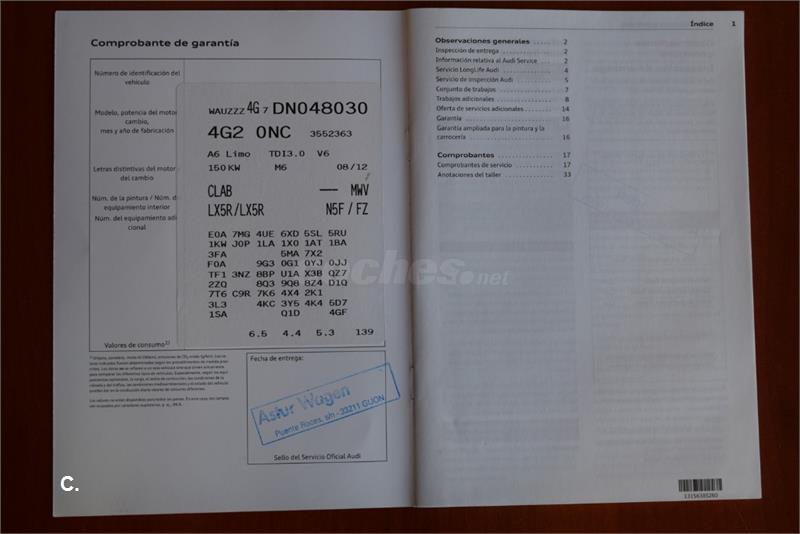 Comprobante de garantía
Número de identificación del
vehículo
Modelo, potencia del motor
cambio,
mes y año de fabricación
Letras distintivas del motor
del cambio
Núm. de la pintura / Núm. de
equipamiento interior
Núm. del equipamiento adi
cional
Valores de consumo
WAUZZZ 4G 7 DN048030
4G2 0NC 3552363
A6 Limo TDI3.0 V6
150 KW M6 08/12
CLAB --- MWV
LX5R/LX5R N5F / FZ
E0A 7MG 4UE 6XD 5SL 5RU
1KW J0P 1LA 1X0 1AT 1BA
3FA 5MA 7X2
F0A 9G3 0G1 0YJ 0JJ
TF1 3NZ 8BP U1A X3B QZ7
2ZQ 8Q3 9Q8 8Z4 D1Q
7T6 C9R 7K6 4X4 2K1
3L3 4KC 3Y5 4K4 5D7
1SA Q1D 4GF
6.5 4.4 5.3 139
Fecha de entrega:
Astur Wagen
Puente Roces, s/n - 33211 GIJON
Sello del Servicio Oficial Audi
C.
Índice 1
Observaciones generales ..... 2
Inspección de entrega ..... 2
Información relativa al Audi Service ..... 2
Servicio LongLife Audi ..... 4
Servicio de inspección Audi ..... 5
Conjunto de trabajos ..... 7
Trabajos adicionales ..... 8
Oferta de servicios adicionales ..... 14
Garantía ..... 16
Garantía ampliada para la pintura y la
carrocería ..... 16
Comprobantes ..... 17
Comprobantes de servicio ..... 17
Anotaciones del taller ..... 33
ches.net